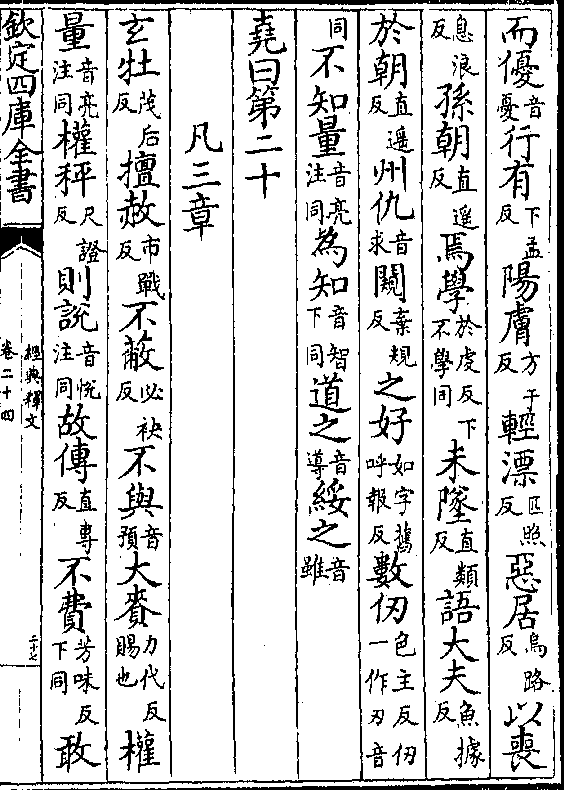 而優音憂行有下孟反陽膚方于反輕漂匹照反惡居烏路反以喪
息浪反孫朝直遥反焉學於虔反下不學同未墜直類反語大夫魚據反
於朝直遥反州仇音求闚棄規反之好如字舊呼報反數仭色主反仭一作刃音
同不知量音亮注同為知音智下同道之音導綏之音雖
堯曰第二十
凡三章
玄牡茂后反擅赦市戰反不蔽必袂反不與音預大賚力代反賜也權
量音亮注同權秤尺證反則說音悅注同故傳直專反不費芳味反下同敢
欽定四庫全書
經典釋文
卷二十四
二十七